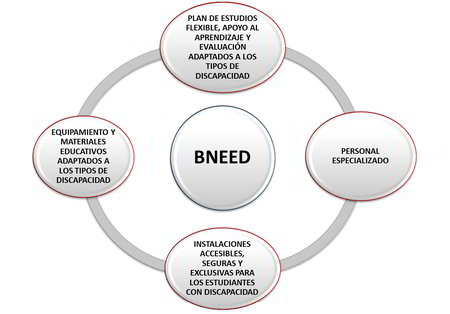 PLAN DE ESTUDIOS
FLEXIBLE, APOYO AL
APRENDIZAJE Y
EVALUACIÓN
ADAPTADOS A LOS
TIPOS DE
DISCAPACIDAD
EQUIPAMIENTO Y
MATERIALES
EDUCATIVOS
ADAPTADOS A
LOS TIPOS DE
DISCAPACIDAD
BNEED
PERSONAL
ESPECIALIZADO
INSTALACIONES
ACCESIBLES,
SEGURAS Y
EXCLUSIVAS PARA
LOS ESTUDIANTES
CON DISCAPACIDAD